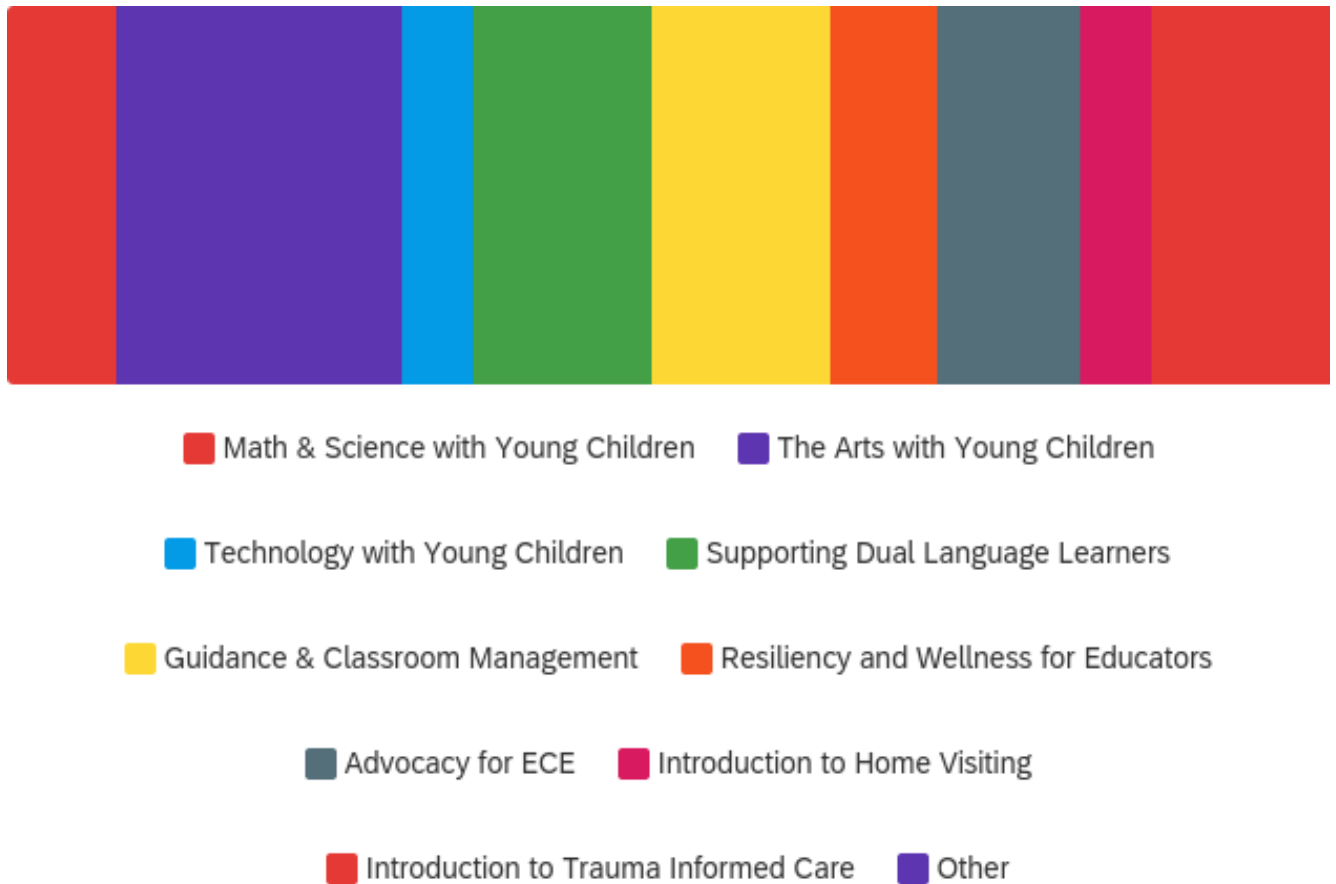 Math & Science with Young Children The Arts with Young Children
Technology with Young Children Supporting Dual Language Learners
Guidance & Classroom Management Resiliency and Wellness for Educators
Advocacy for ECE Introduction to Home Visiting
Introduction to Trauma Informed Care Other